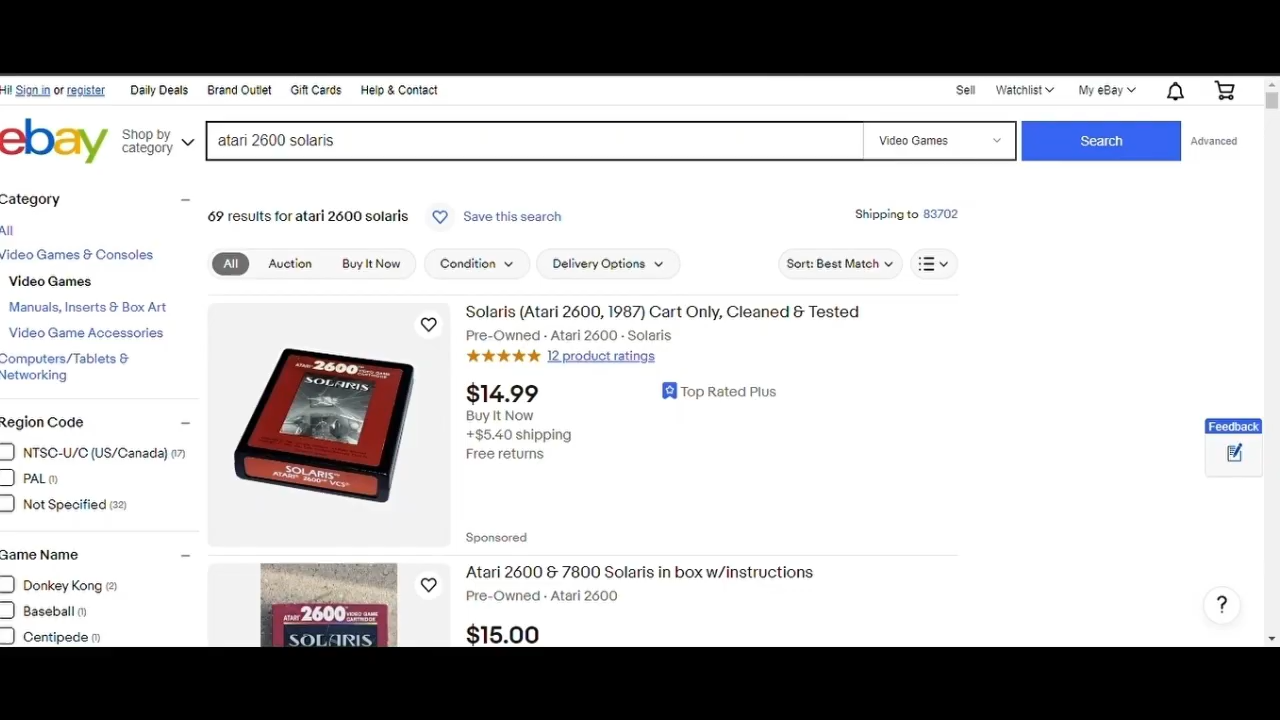 Hi! Sign in or register Daily Deals Brand Outlet Gift Cards Help & Contact Sell Watchlist My eBay
ebay Shop by category atari 2600 solaris Video Games Search Advanced
Category
All
Video Games & Consoles
Video Games
Manuals, Inserts & Box Art
Video Game Accessories
Computers/Tablets &
Networking
Region Code
NTSC-U/C (US/Canada) (17)
PAL (1)
Not Specified (32)
Game Name
Donkey Kong (2)
Baseball (1)
Centipede (1)
69 results for atari 2600 solaris Save this search Shipping to 83702
All Auction Buy It Now Condition Delivery Options Sort: Best Match
ATARI 2600 VIDEO GAME CARTRIDGE
SOLARIS
SOLARIS
ATARI 2600 VCS
Solaris (Atari 2600, 1987) Cart Only, Cleaned & Tested
Pre-Owned · Atari 2600 · Solaris
12 product ratings
$14.99 Top Rated Plus
Buy It Now
+$5.40 shipping
Free returns
Sponsored
ATARI 2600 VIDEO GAME CARTRIDGE
SOLARIS
Atari 2600 & 7800 Solaris in box w/instructions
Pre-Owned · Atari 2600
$15.00
Feedback
?